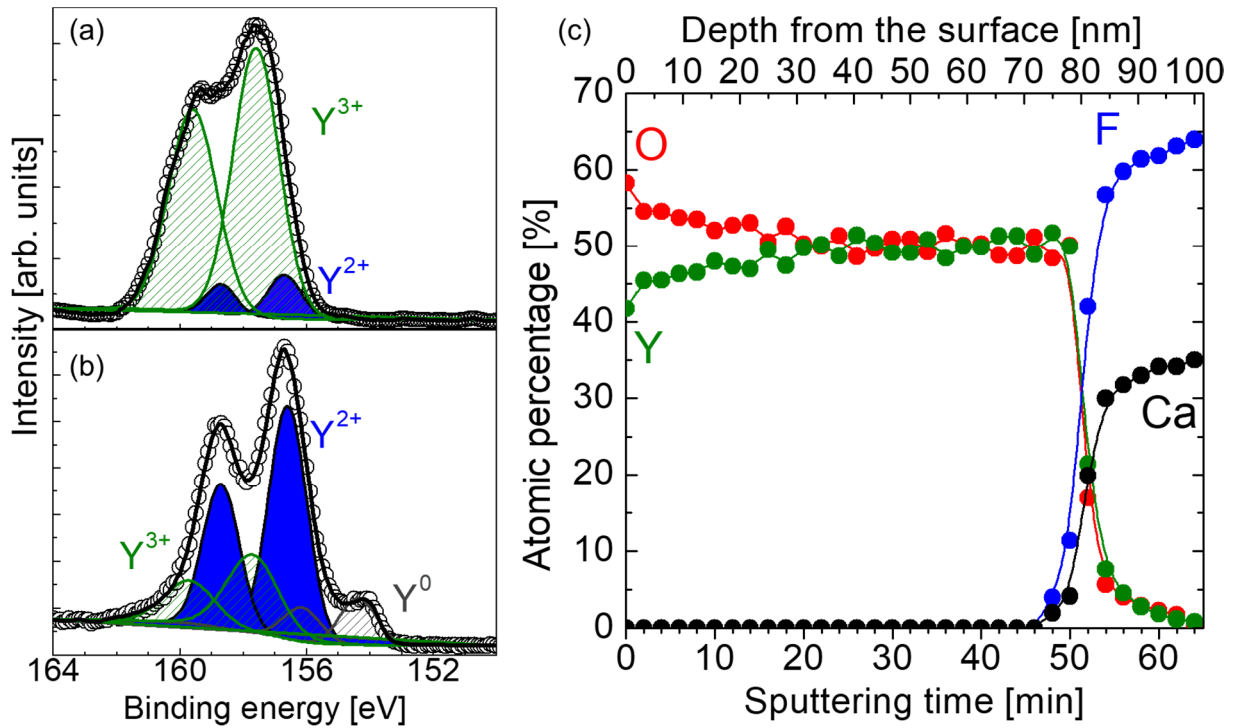 (a)
Y3+
Y2+
(b)
Y2+
Y3+
Y0
Intensity [arb. units]
164 160 156 152
Binding energy [eV]
(c)
Depth from the surface [nm]
0 10 20 30 40 50 60 70 80 90 100
70
60
50
40
30
20
10
0
Atomic percentage [%]
O
Y
F
Ca
0 10 20 30 40 50 60
Sputtering time [min]